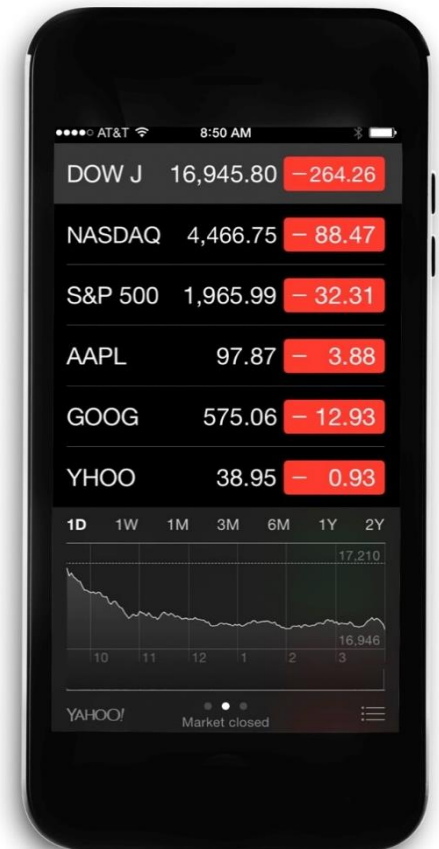 AT&T 8:50 AM
DOW J 16,945.80 −264.26
NASDAQ 4,466.75 − 88.47
S&P 500 1,965.99 − 32.31
AAPL 97.87 − 3.88
GOOG 575.06 − 12.93
YHOO 38.95 − 0.93
1D 1W 1M 3M 6M 1Y 2Y
17,210
16,946
10 11 12 1 2 3
YAHOO!
Market closed